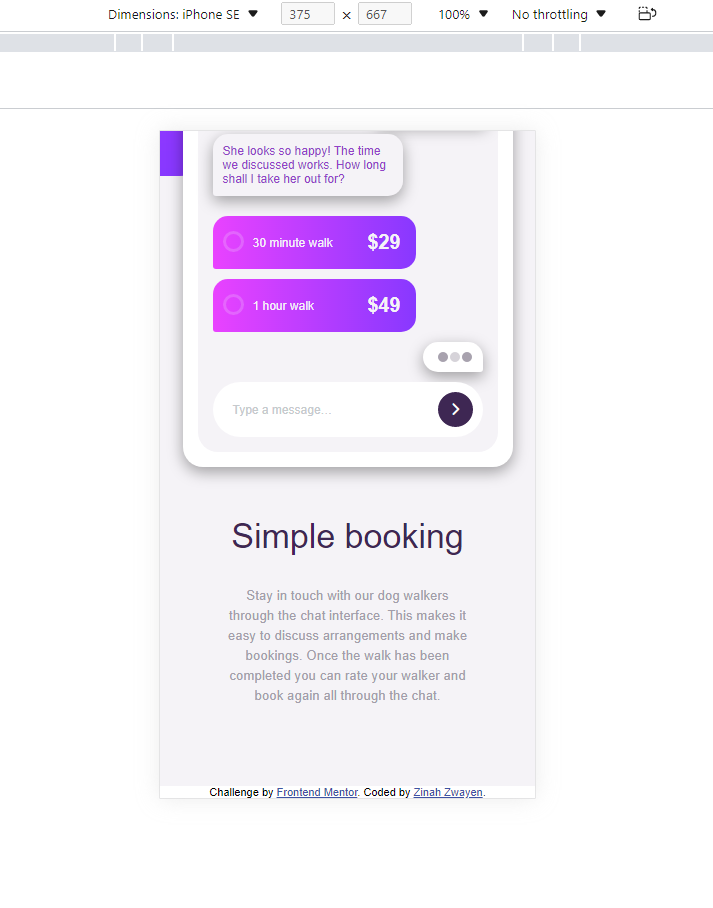 Dimensions: iPhone SE ▼ 375 × 667 100% ▼ No throttling ▼
She looks so happy! The time
we discussed works. How long
shall I take her out for?
30 minute walk $29
1 hour walk $49
Type a message...
Simple booking
Stay in touch with our dog walkers
through the chat interface. This makes it
easy to discuss arrangements and make
bookings. Once the walk has been
completed you can rate your walker and
book again all through the chat.
Challenge by Frontend Mentor. Coded by Zinah Zwayen.